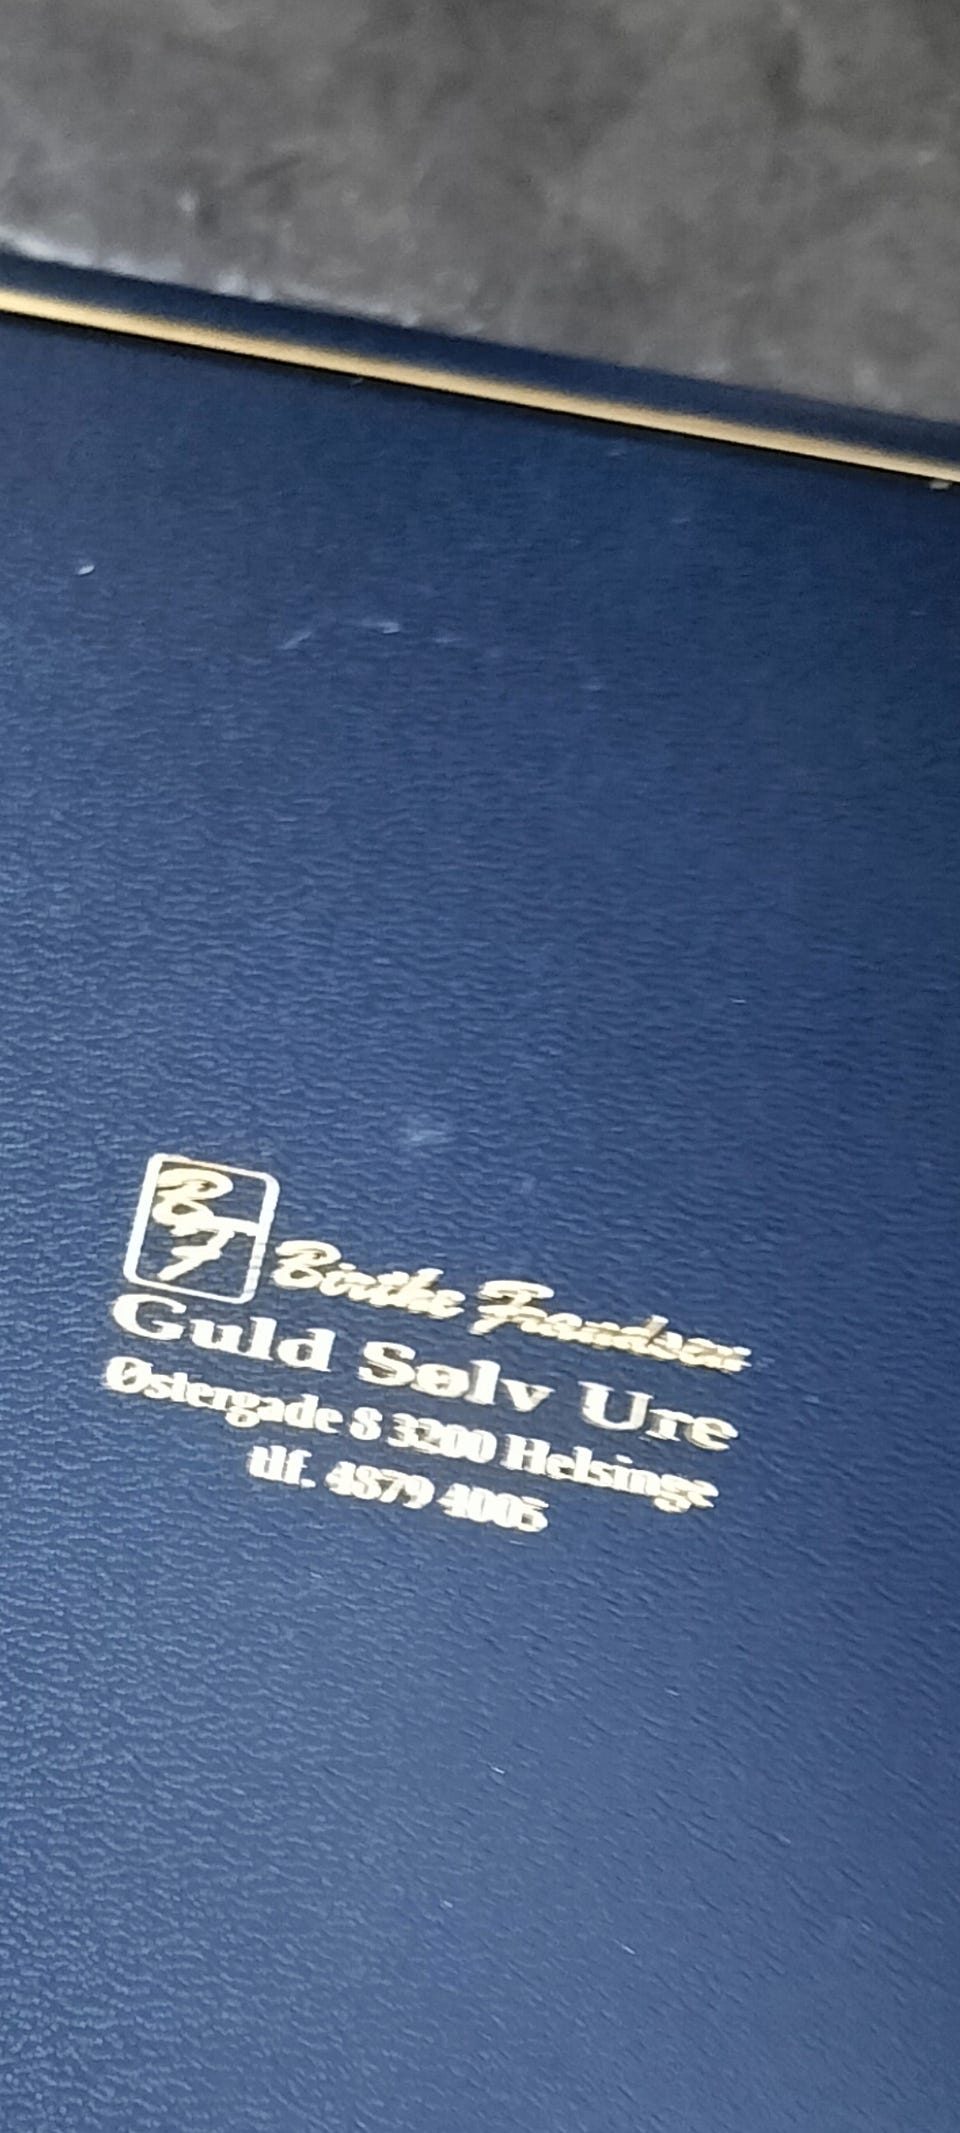 Birthe Frandsen
Guld Sølv Ure
Østergade 8 3200 Helsinge
tlf. 4879 4005